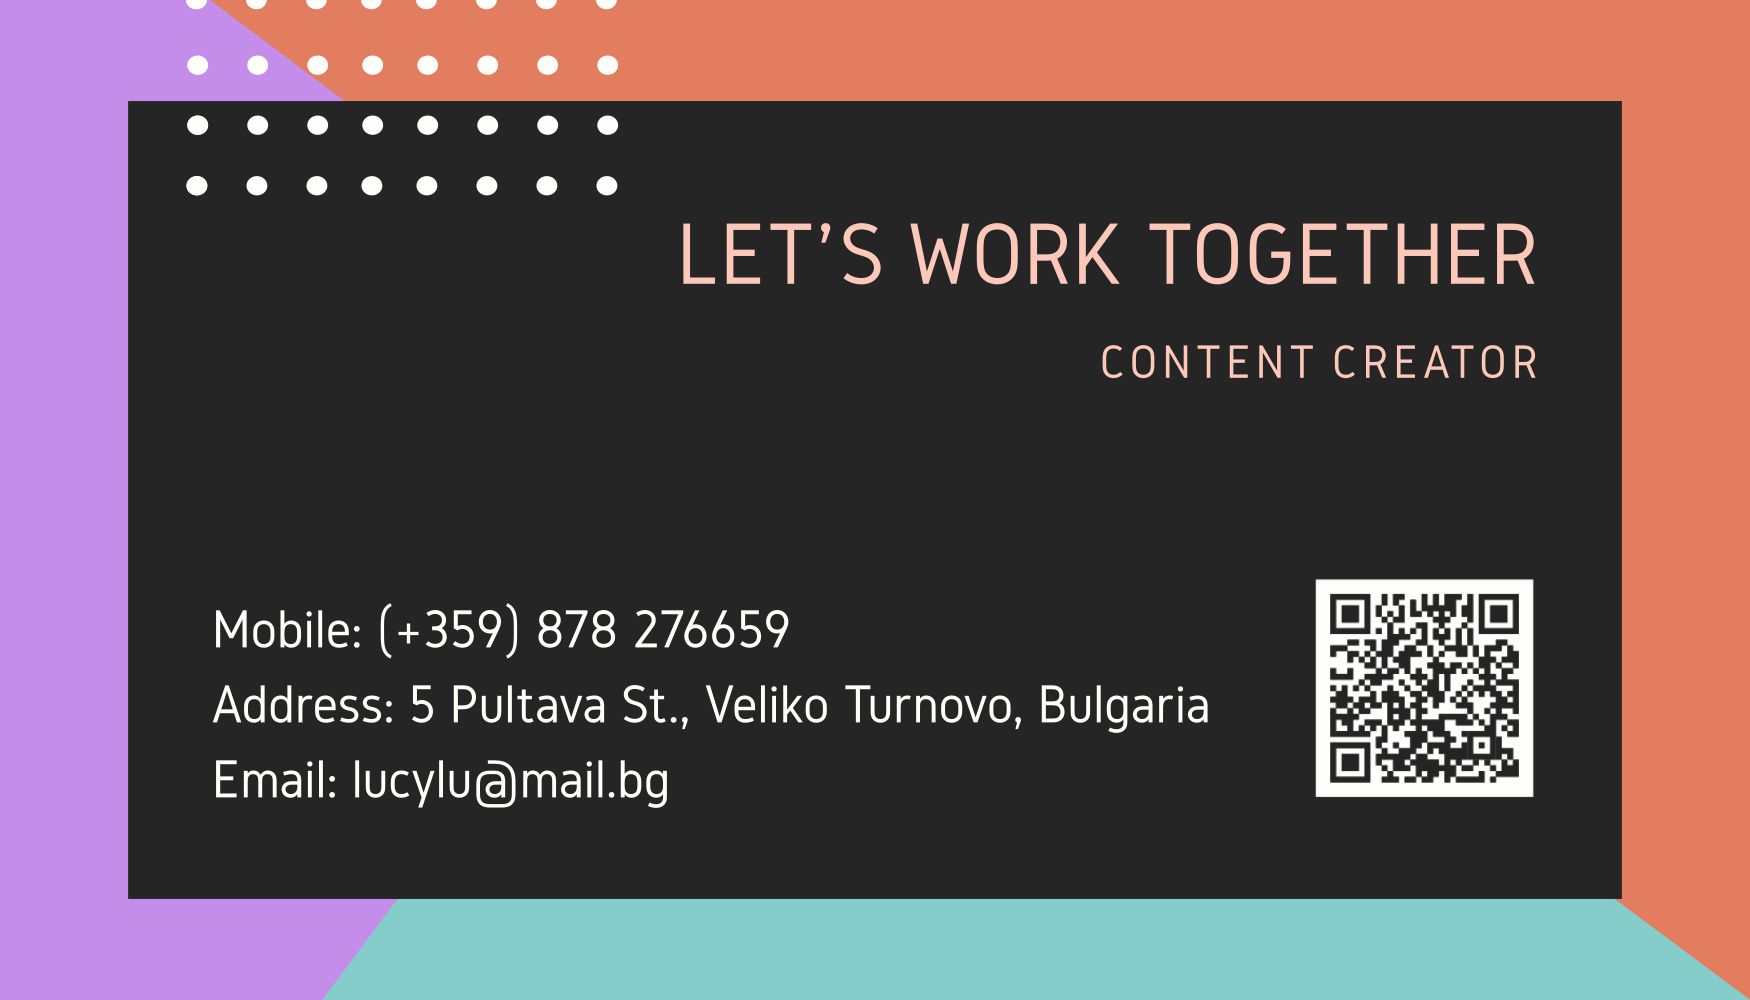 LET'S WORK TOGETHER
CONTENT CREATOR
Mobile: (+359) 878 276659
Address: 5 Pultava St., Veliko Turnovo, Bulgaria
Email: lucylu@mail.bg